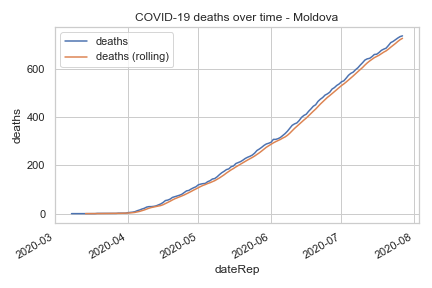 COVID-19 deaths over time - Moldova
deaths
deaths (rolling)
600
400
200
0
deaths
2020-03
2020-04
2020-05
2020-06
2020-07
2020-08
dateRep